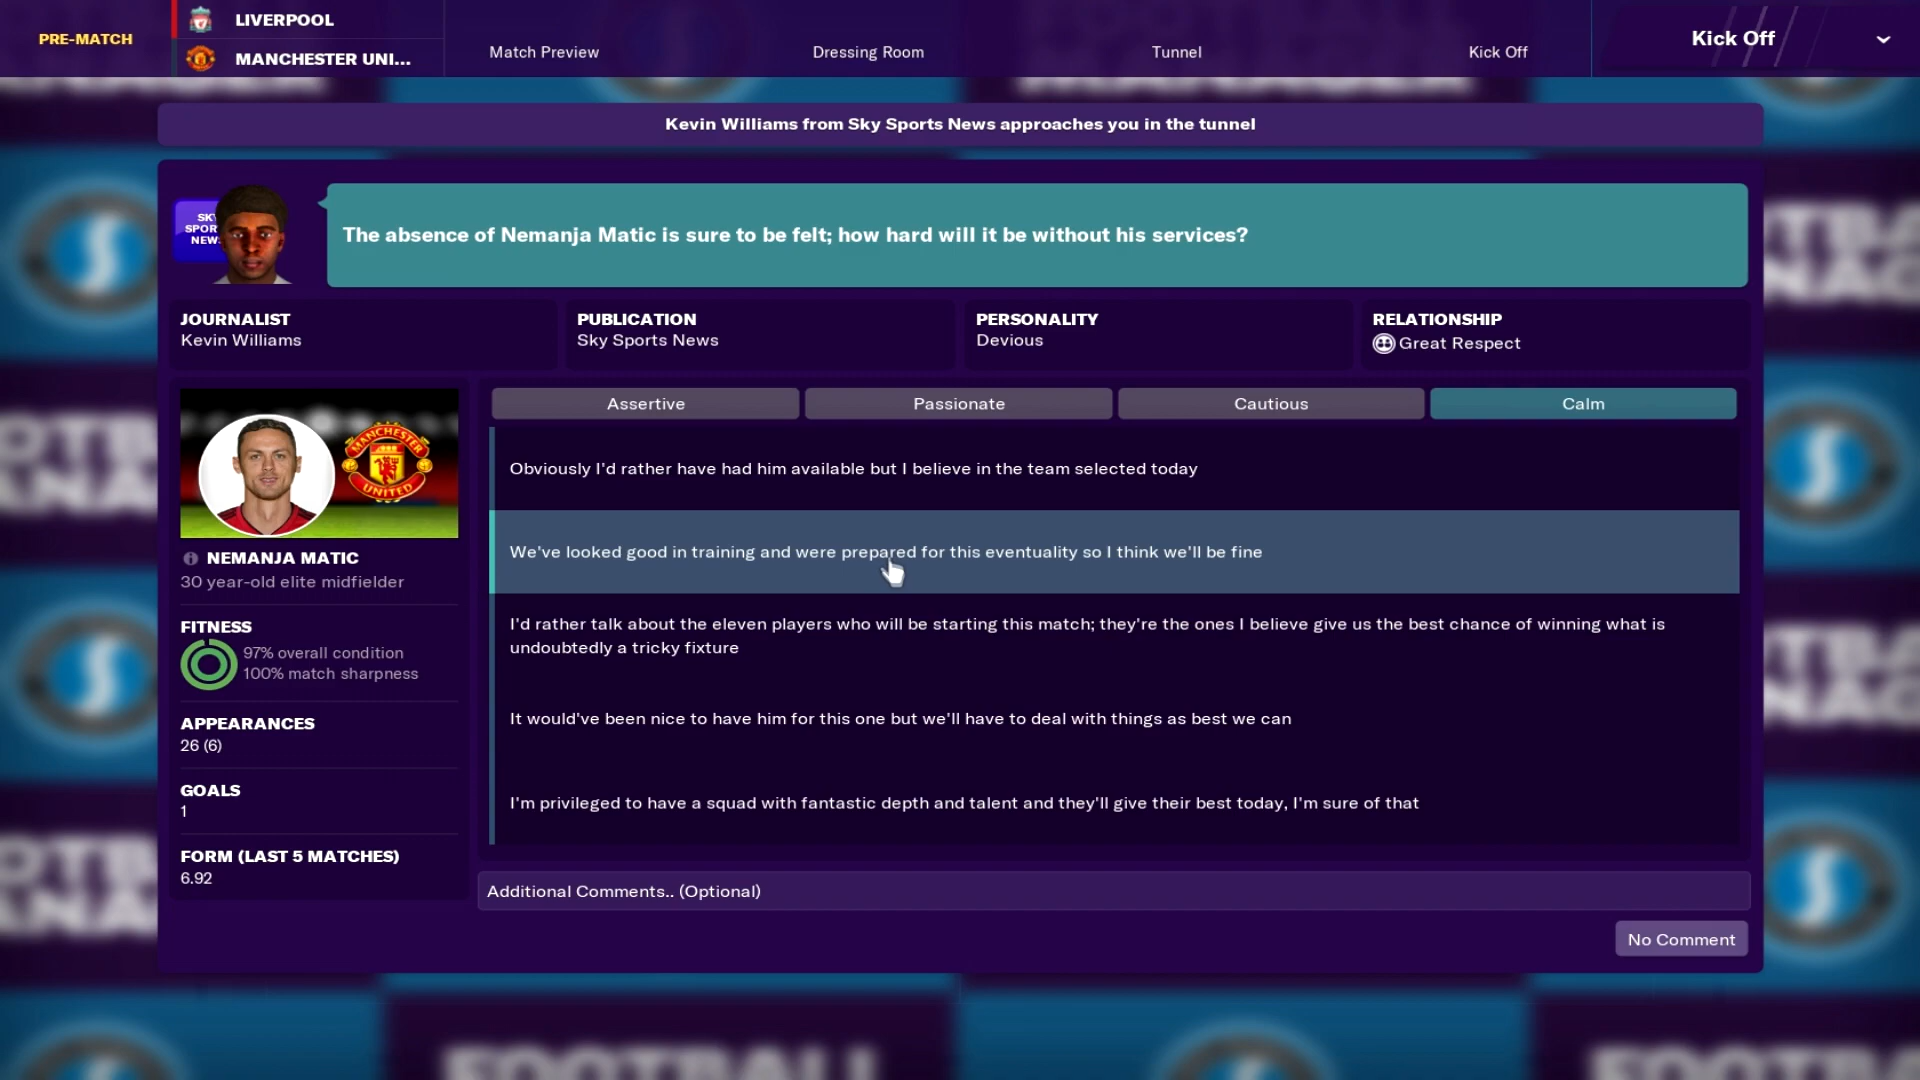 PRE-MATCH
LIVERPOOL
MANCHESTER UNI...
Match Preview
Dressing Room
Tunnel
Kick Off
Kick Off
Kevin Williams from Sky Sports News approaches you in the tunnel
The absence of Nemanja Matic is sure to be felt; how hard will it be without his services?
JOURNALIST
Kevin Williams
PUBLICATION
Sky Sports News
PERSONALITY
Devious
RELATIONSHIP
Great Respect
MANCHESTER
UNITED
NEMANJA MATIC
30 year-old elite midfielder
FITNESS
97% overall condition
100% match sharpness
APPEARANCES
26 (6)
GOALS
1
FORM (LAST 5 MATCHES)
6.92
Assertive
Passionate
Cautious
Calm
Obviously I'd rather have had him available but I believe in the team selected today
We've looked good in training and were prepared for this eventuality so I think we'll be fine
I'd rather talk about the eleven players who will be starting this match; they're the ones I believe give us the best chance of winning what is
undoubtedly a tricky fixture
It would've been nice to have him for this one but we'll have to deal with things as best we can
I'm privileged to have a squad with fantastic depth and talent and they'll give their best today, I'm sure of that
Additional Comments.. (Optional)
No Comment
FOOTBALL